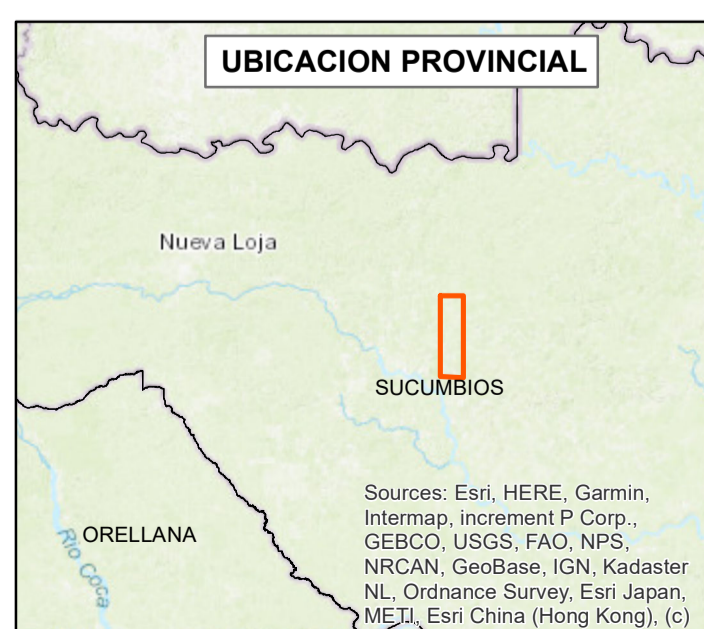 UBICACION PROVINCIAL
Nueva Loja
SUCUMBIOS
ORELLANA
Rio Coca
Sources: Esri, HERE, Garmin,
Intermap, increment P Corp.,
GEBCO, USGS, FAO, NPS,
NRCAN, GeoBase, IGN, Kadaster
NL, Ordnance Survey, Esri Japan,
METI, Esri China (Hong Kong), (c)